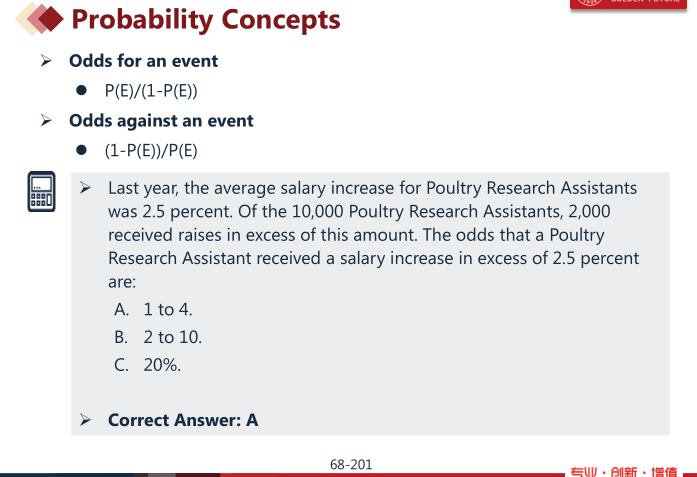 Probability Concepts
GOLDEN FUTURE
Odds for an event
P(E)/(1-P(E))
Odds against an event
(1-P(E))/P(E)
Last year, the average salary increase for Poultry Research Assistants
was 2.5 percent. Of the 10,000 Poultry Research Assistants, 2,000
received raises in excess of this amount. The odds that a Poultry
Research Assistant received a salary increase in excess of 2.5 percent
are:
A. 1 to 4.
B. 2 to 10.
C. 20%.
Correct Answer: A
68-201
专业・创新・增值